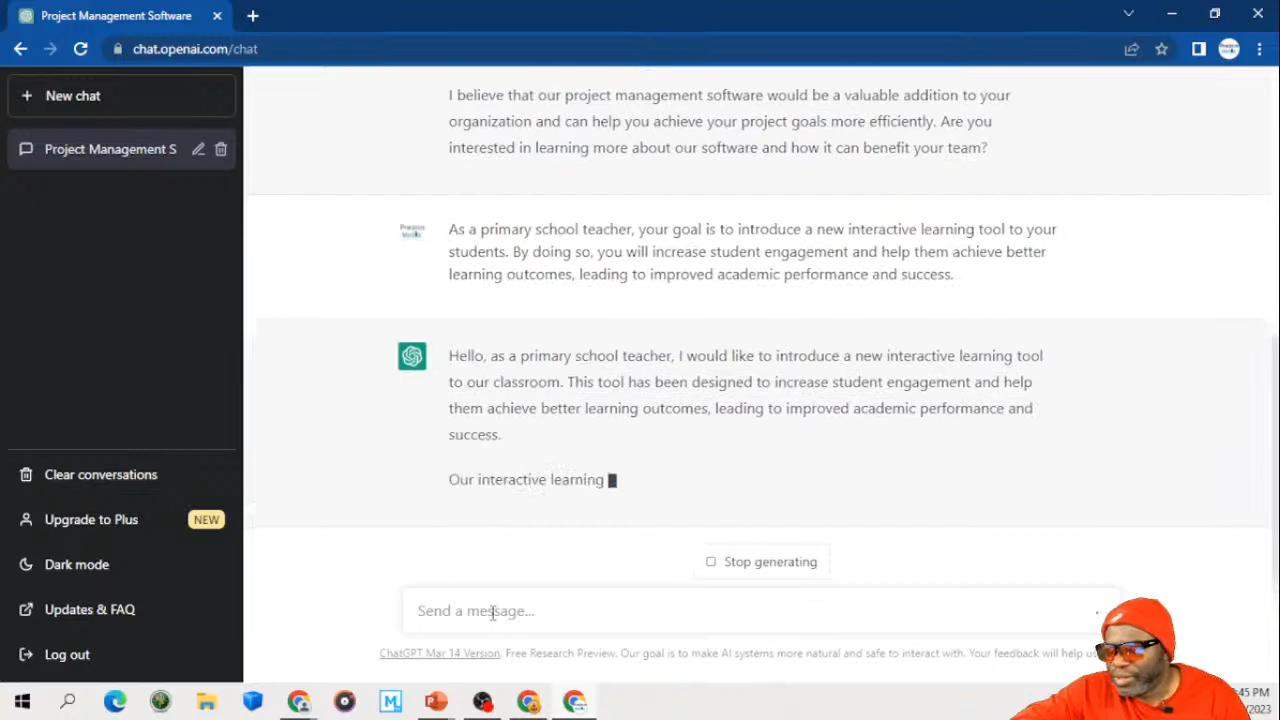 Project Management Software
chat.openai.com/chat
New chat
Project Management S
I believe that our project management software would be a valuable addition to your
organization and can help you achieve your project goals more efficiently. Are you
interested in learning more about our software and how it can benefit your team?
As a primary school teacher, your goal is to introduce a new interactive learning tool to your
students. By doing so, you will increase student engagement and help them achieve better
learning outcomes, leading to improved academic performance and success.
Hello, as a primary school teacher, I would like to introduce a new interactive learning tool
to our classroom. This tool has been designed to increase student engagement and help
them achieve better learning outcomes, leading to improved academic performance and
success.
Our interactive learning
Clear conversations
Upgrade to Plus NEW
Dark mode
Updates & FAQ
Log out
Stop generating
Send a message...
ChatGPT Mar 14 Version. Free Research Preview. Our goal is to make AI systems more natural and safe to interact with. Your feedback will help
:45 PM
/2023